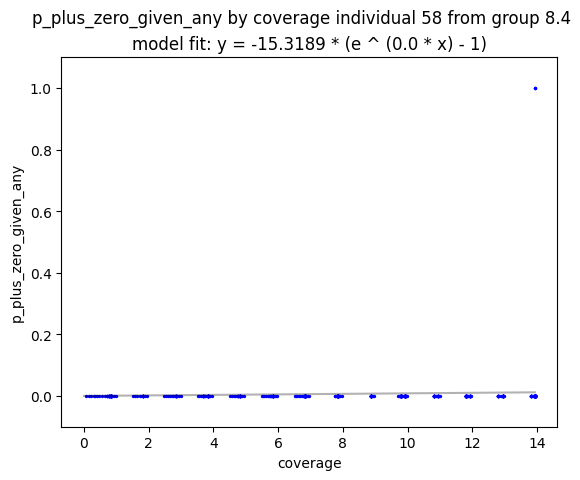 p_plus_zero_given_any by coverage individual 58 from group 8.4
model fit: y = -15.3189 * (e ^ (0.0 * x) - 1)
1.0
0.8
0.6
0.4
0.2
0.0
p_plus_zero_given_any
0 2 4 6 8 10 12 14
coverage